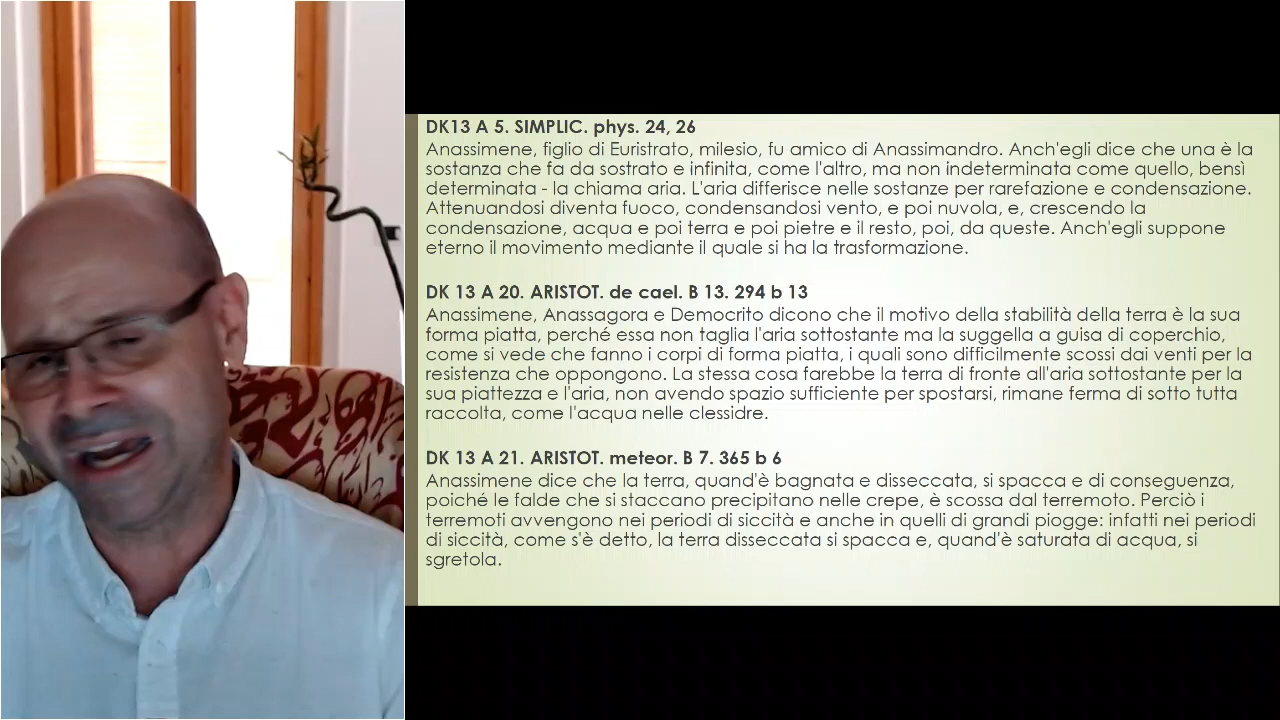 DK13 A 5. SIMPLIC. phys. 24, 26
Anassimene, figlio di Euristrato, milesio, fu amico di Anassimandro. Anch'egli dice che una è la
sostanza che fa da sostrato e infinita, come l'altro, ma non indeterminata come quello, bensì
determinata - la chiama aria. L'aria differisce nelle sostanze per rarefazione e condensazione.
Attenuandosi diventa fuoco, condensandosi vento, e poi nuvola, e, crescendo la
condensazione, acqua e poi terra e poi pietre e il resto, poi, da queste. Anch'egli suppone
eterno il movimento mediante il quale si ha la trasformazione.
DK 13 A 20. ARISTOT. de cael. B 13. 294 b 13
Anassimene, Anassagora e Democrito dicono che il motivo della stabilità della terra è la sua
forma piatta, perché essa non taglia l'aria sottostante ma la suggella a guisa di coperchio,
come si vede che fanno i corpi di forma piatta, i quali sono difficilmente scossi dai venti per la
resistenza che oppongono. La stessa cosa farebbe la terra di fronte all'aria sottostante per la
sua piattezza e l'aria, non avendo spazio sufficiente per spostarsi, rimane ferma di sotto tutta
raccolta, come l'acqua nelle clessidre.
DK 13 A 21. ARISTOT. meteor. B 7. 365 b 6
Anassimene dice che la terra, quand'è bagnata e disseccata, si spacca e di conseguenza,
poiché le falde che si staccano precipitano nelle crepe, è scossa dal terremoto. Perciò i
terremoti avvengono nei periodi di siccità e anche in quelli di grandi piogge: infatti nei periodi
di siccità, come s'è detto, la terra disseccata si spacca e, quand'è saturata di acqua, si
sgretola.